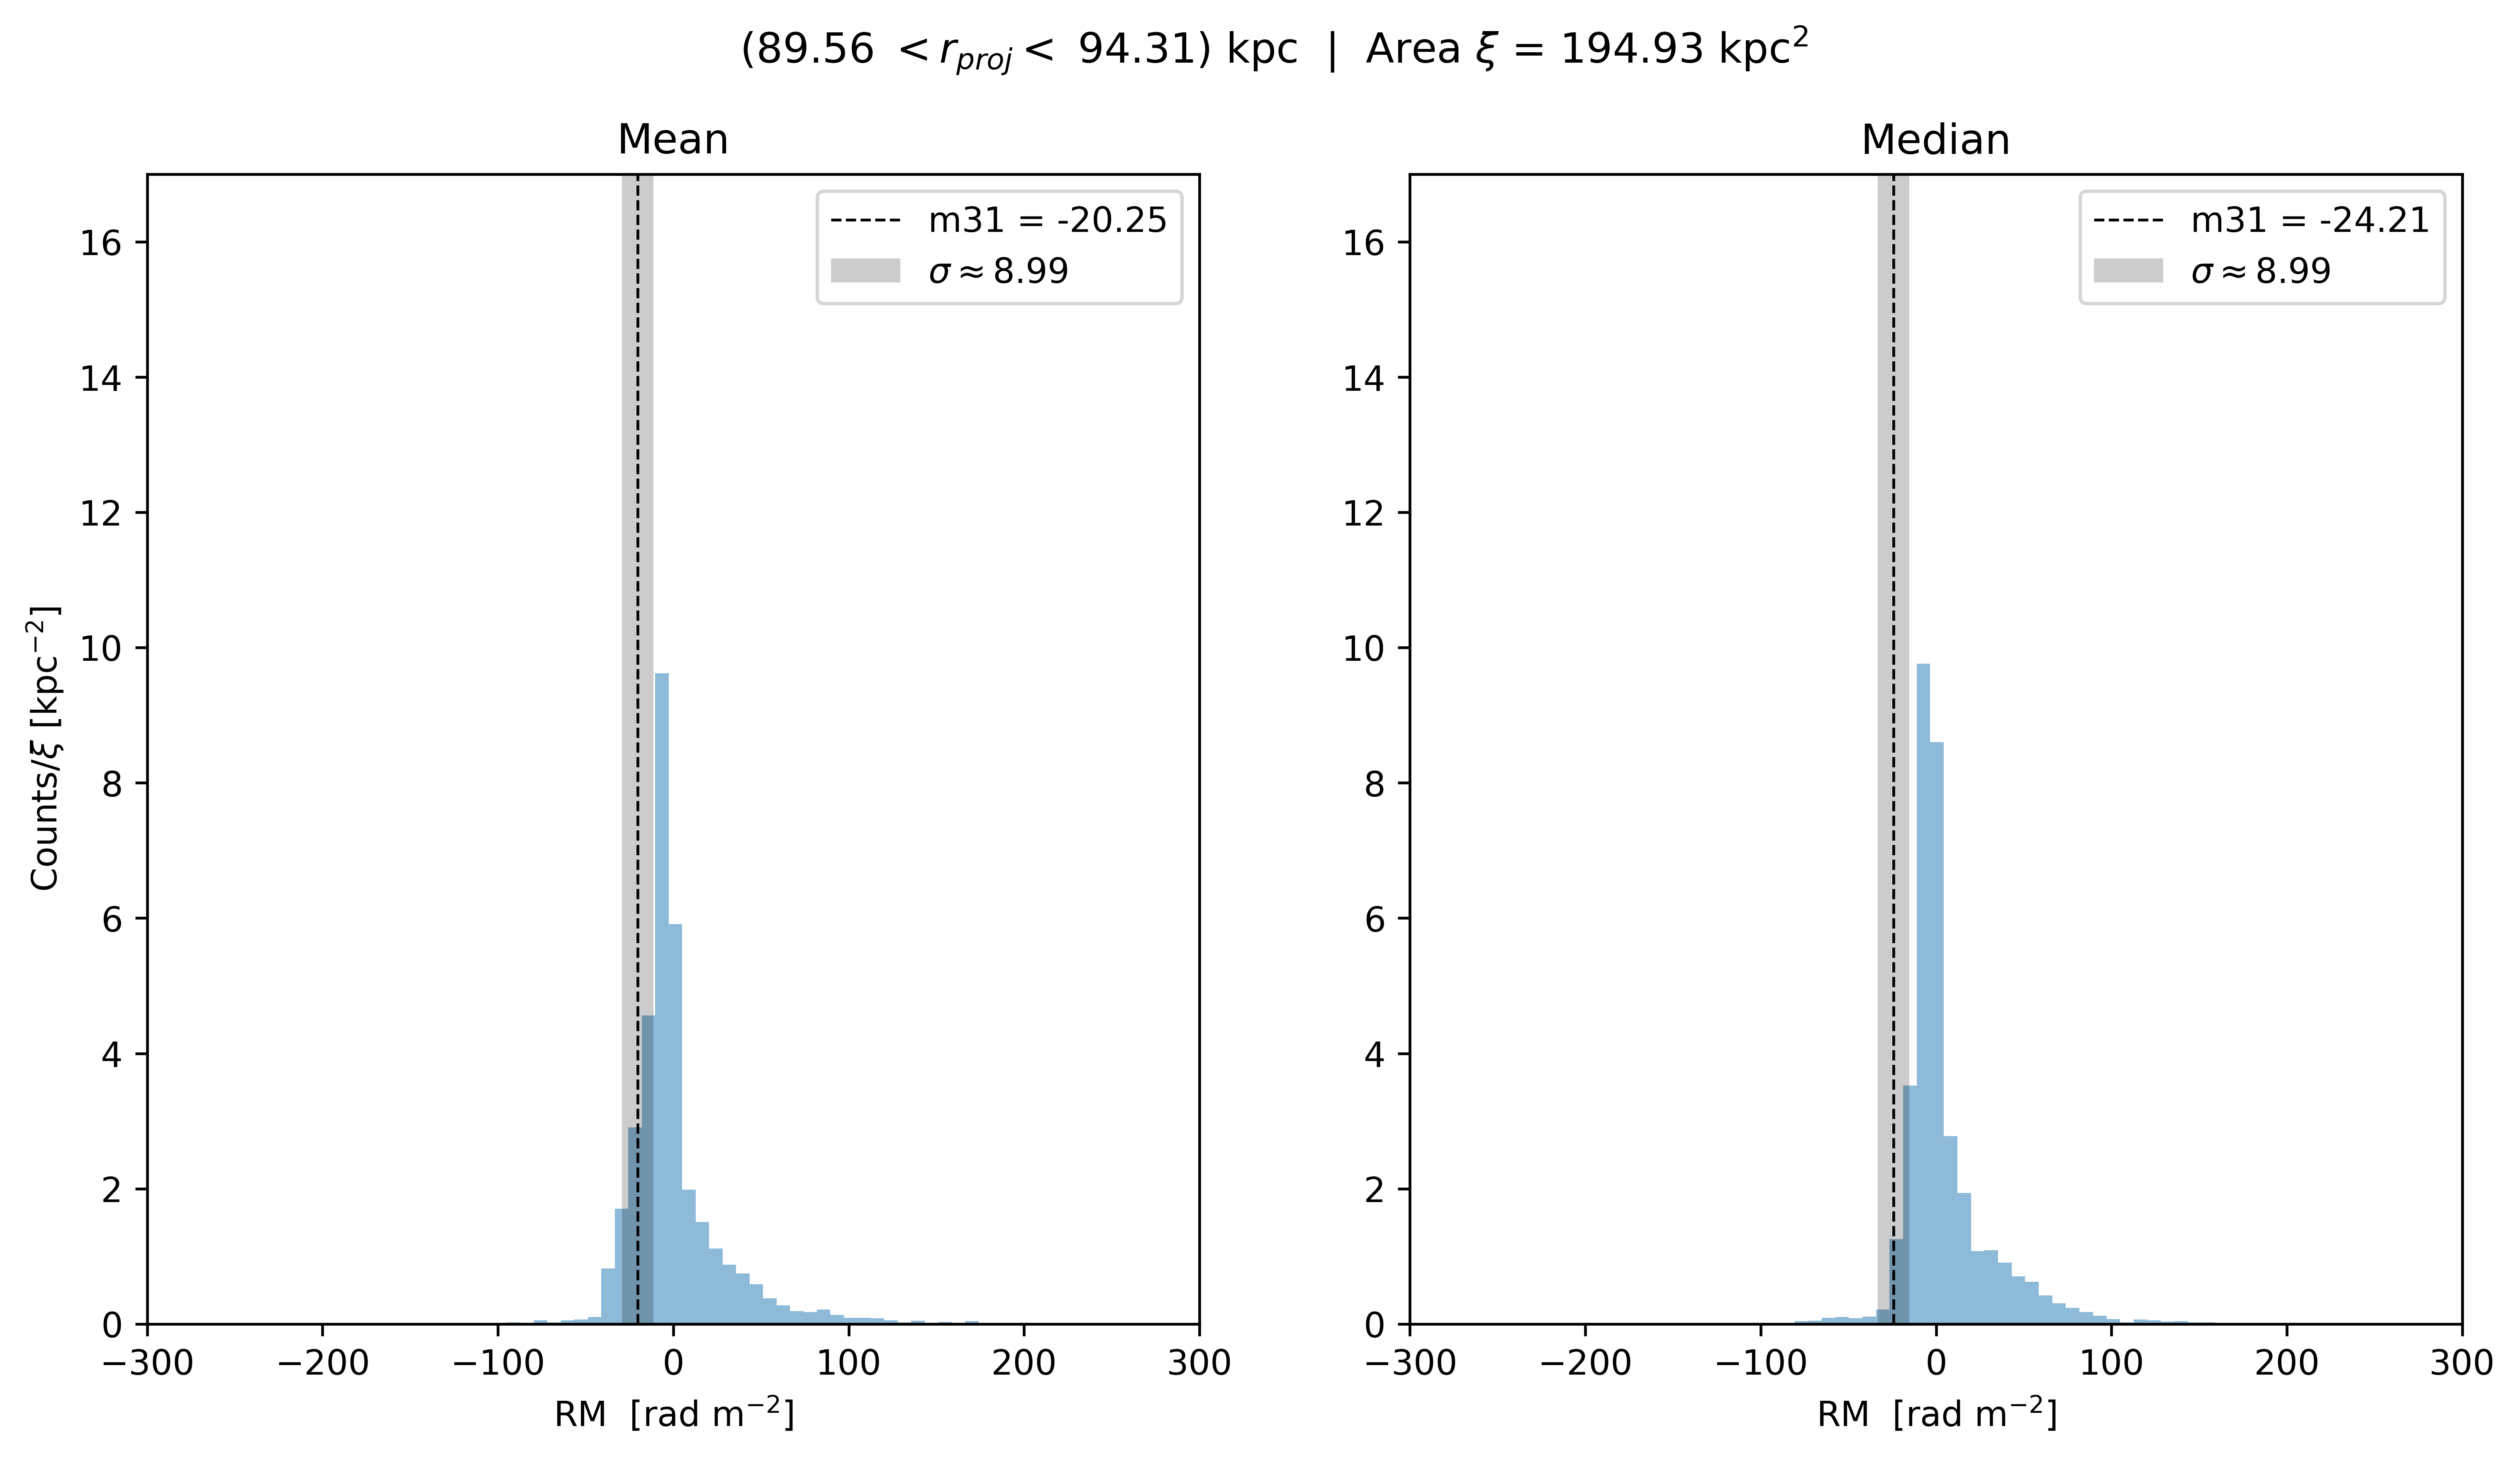 (89.56 < r_proj < 94.31) kpc | Area ξ = 194.93 kpc²
Mean
m31 = -20.25
σ ≈ 8.99
16
14
12
10
8
6
4
2
0
Counts/ξ [kpc⁻²]
−300 −200 −100 0 100 200 300
RM [rad m⁻²]
Median
m31 = -24.21
σ ≈ 8.99
16
14
12
10
8
6
4
2
0
−300 −200 −100 0 100 200 300
RM [rad m⁻²]